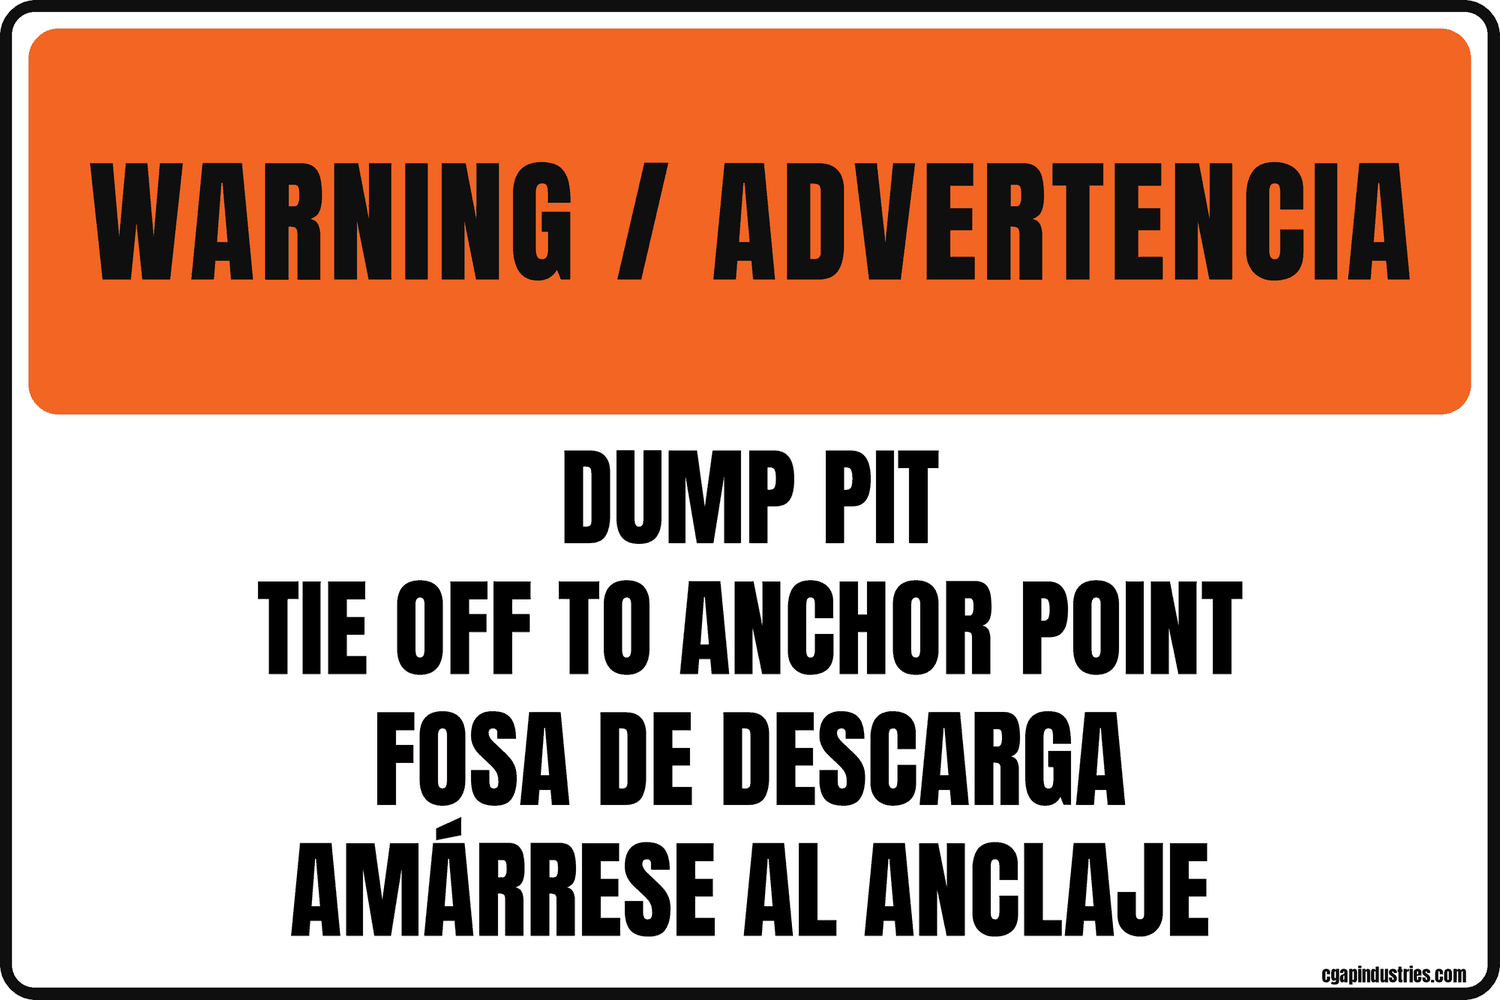 WARNING / ADVERTENCIA
DUMP PIT
TIE OFF TO ANCHOR POINT
FOSA DE DESCARGA
AMÁRRESE AL ANCLAJE
cgapindustries.com